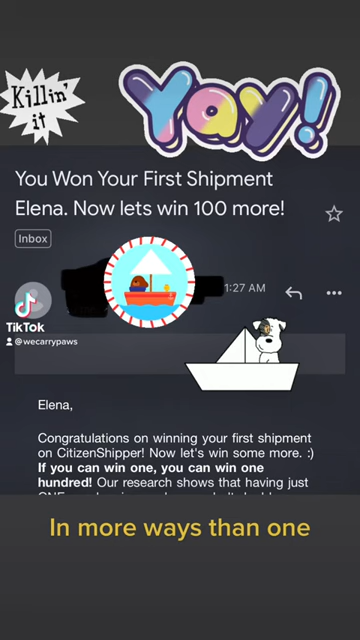 Killin'
it
Yay!
You Won Your First Shipment
Elena. Now lets win 100 more!
Inbox
1:27 AM
TikTok
@wecarrypaws
Elena,
Congratulations on winning your first shipment
on CitizenShipper! Now let's win some more. :)
If you can win one, you can win one
hundred! Our research shows that having just
In more ways than one